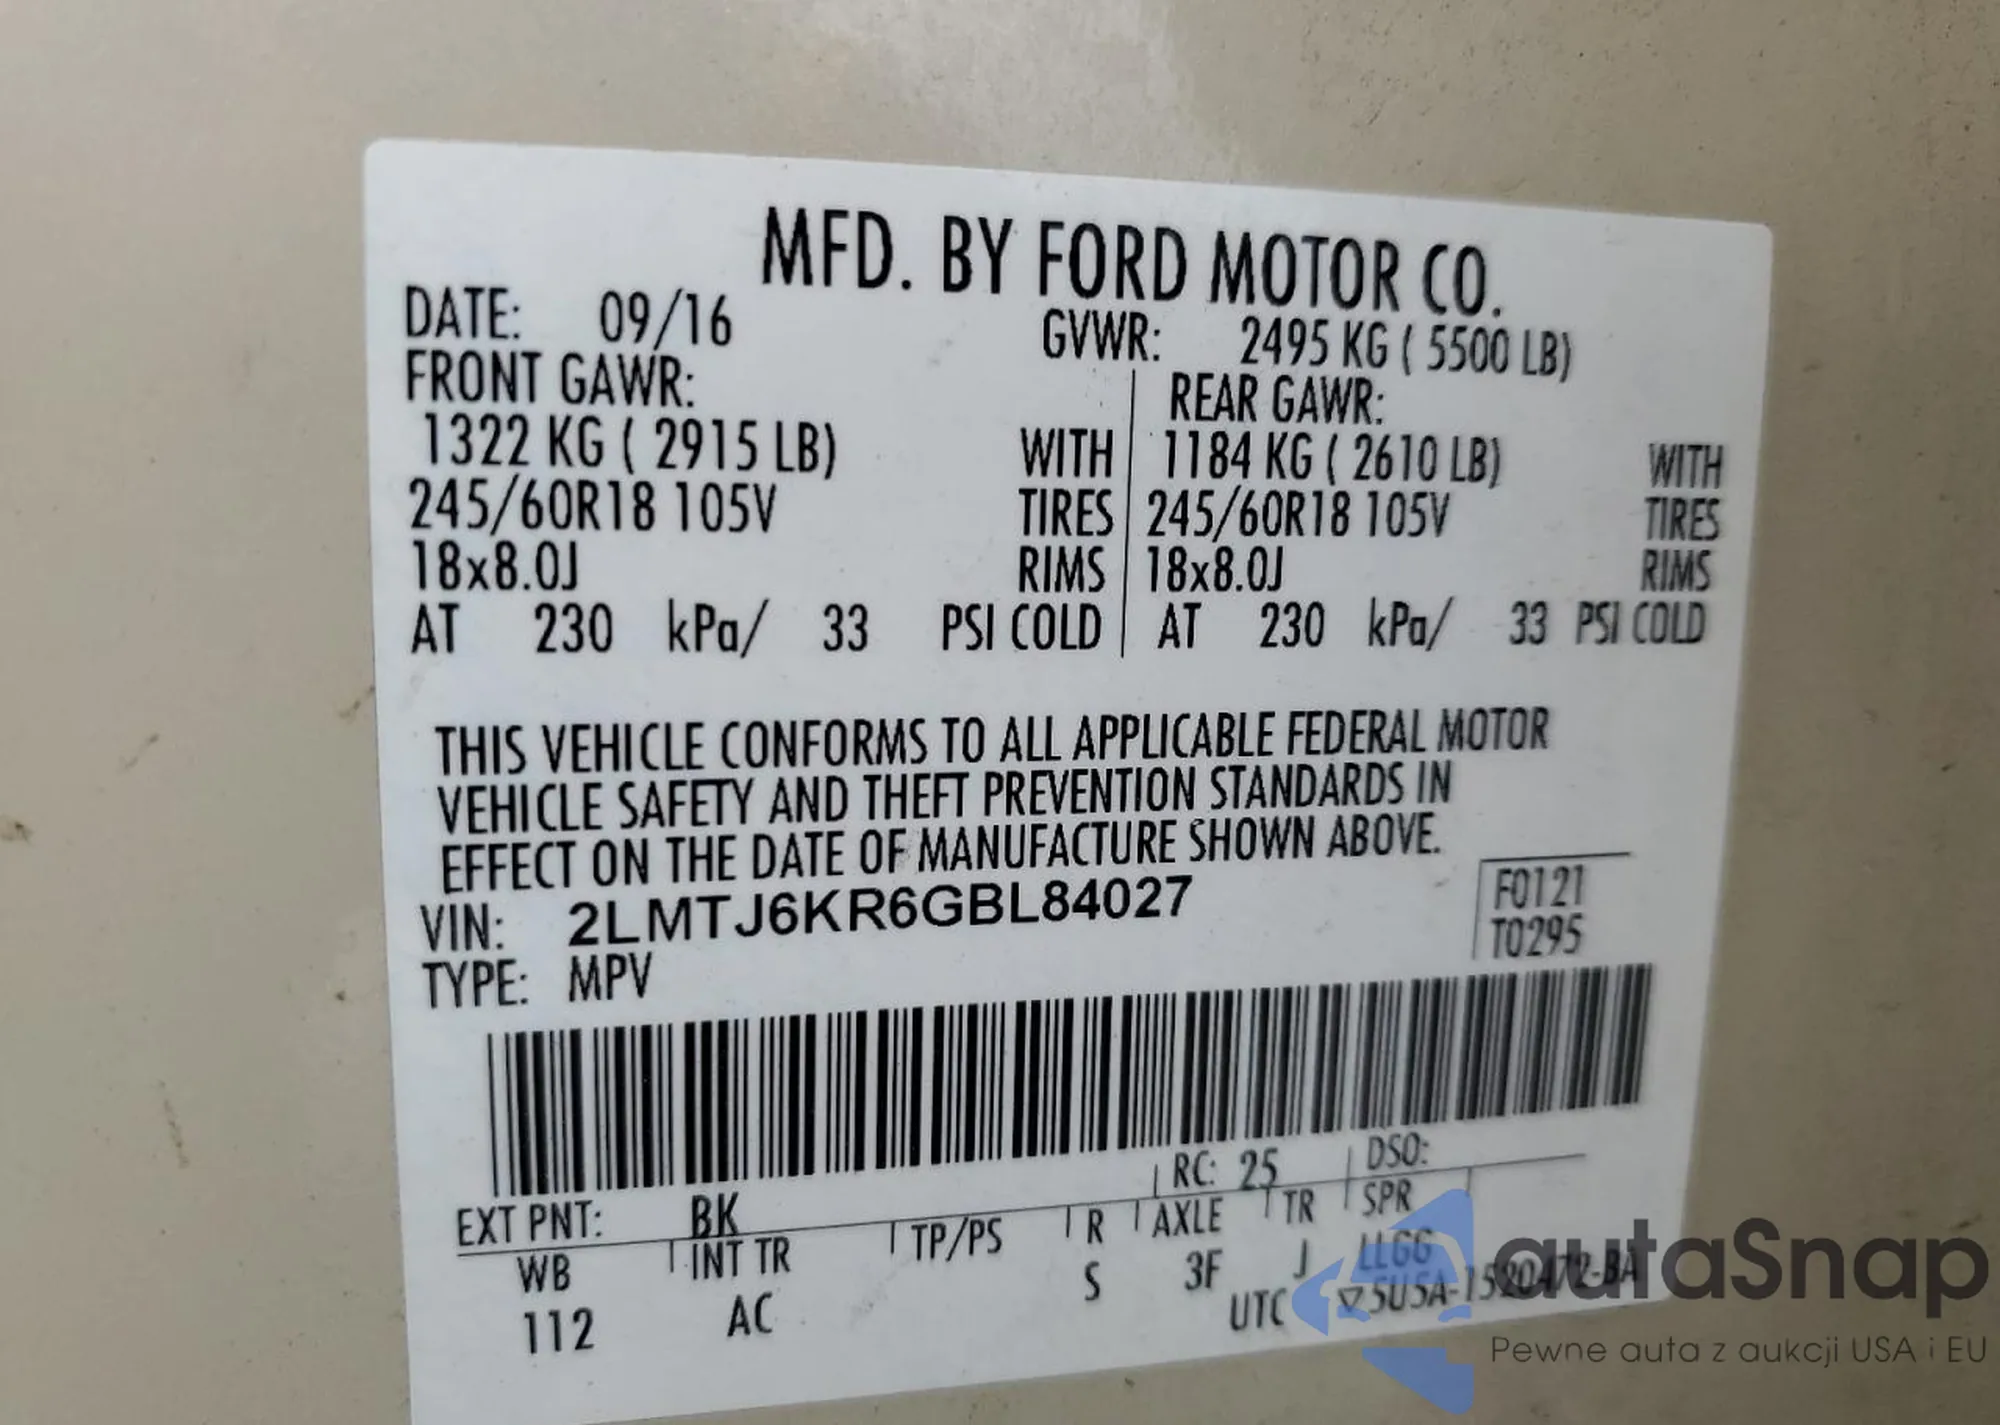 MFD. BY FORD MOTOR CO.
DATE: 09/16 GVWR: 2495 KG ( 5500 LB)
FRONT GAWR: REAR GAWR:
1322 KG ( 2915 LB) WITH 1184 KG ( 2610 LB) WITH
245/60R18 105V TIRES 245/60R18 105V TIRES
18x8.0J RIMS 18x8.0J RIMS
AT 230 kPa/ 33 PSI COLD AT 230 kPa/ 33 PSI COLD
THIS VEHICLE CONFORMS TO ALL APPLICABLE FEDERAL MOTOR
VEHICLE SAFETY AND THEFT PREVENTION STANDARDS IN
EFFECT ON THE DATE OF MANUFACTURE SHOWN ABOVE.
VIN: 2LMTJ6KR6GBL84027
F0121
T0295
TYPE: MPV
RC: 25 DSO:
EXT PNT: BK
WB INT TR TP/PS R AXLE TR SPR
112 AC S 3F J LLGG
UTC ▽5U5A-1520472-BA
autaSnap
Pewne auta z aukcji USA i EU